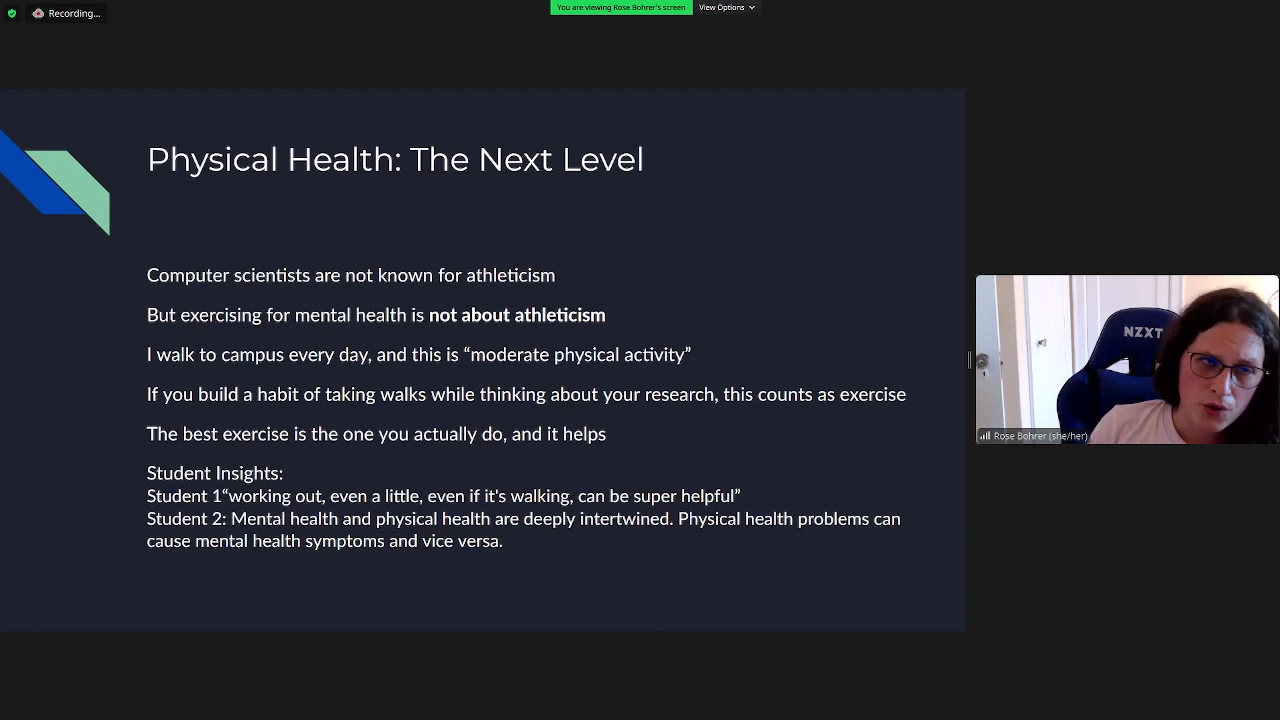 Recording...
You are viewing Rose Bohrer's screen
View Options
Physical Health: The Next Level
Computer scientists are not known for athleticism
But exercising for mental health is not about athleticism
I walk to campus every day, and this is “moderate physical activity”
If you build a habit of taking walks while thinking about your research, this counts as exercise
The best exercise is the one you actually do, and it helps
Student Insights:
Student 1“working out, even a little, even if it's walking, can be super helpful”
Student 2: Mental health and physical health are deeply intertwined. Physical health problems can
cause mental health symptoms and vice versa.
NZXT
Rose Bohrer (she/her)